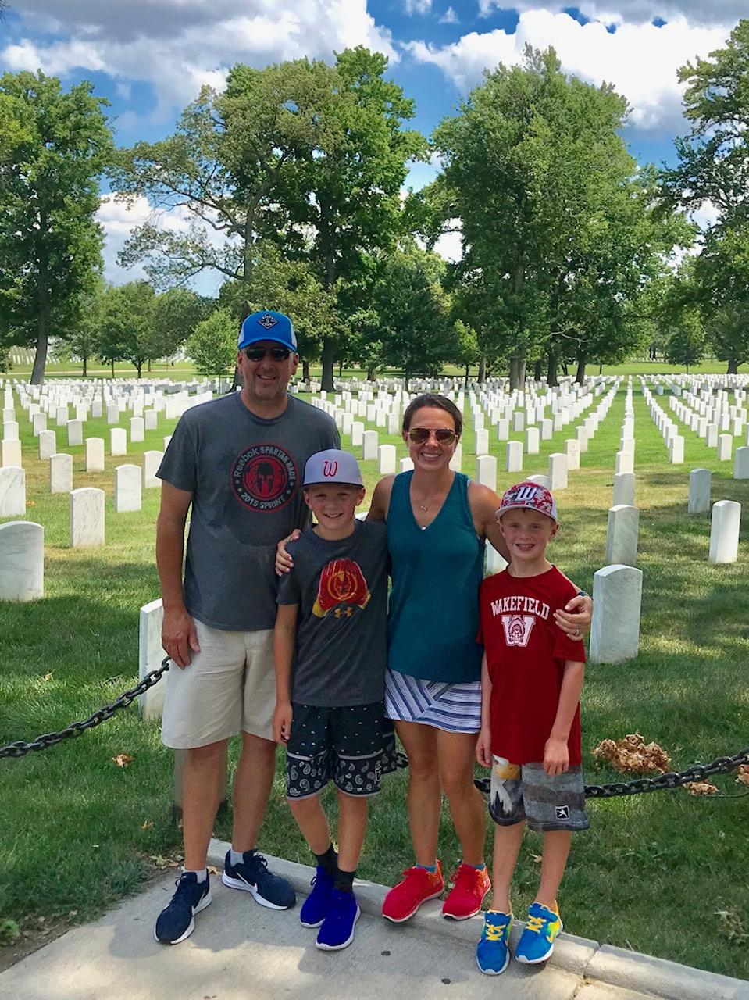 Reebok SPARTAN RACE
2015 SPRINT
W
W
WAKEFIELD
W